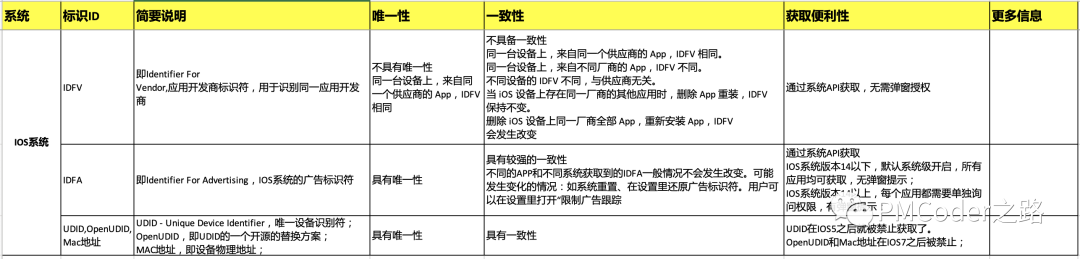 系统
标识ID
简要说明
唯一性
一致性
获取便利性
更多信息
IOS系统
IDFV
即Identifier For
Vendor,应用开发商标识符，用于识别同一应用开发
商
不具有唯一性
同一台设备上，来自同
一个供应商的 App，IDFV
相同
不具备一致性
同一台设备上，来自同一个供应商的 App，IDFV 相同。
同一台设备上，来自不同厂商的 App，IDFV 不同。
不同设备的 IDFV 不同，与供应商无关。
当 iOS 设备上存在同一厂商的其他应用时，删除 App 重装，IDFV
保持不变。
删除 iOS 设备上同一厂商全部 App，重新安装 App，IDFV
会发生改变
通过系统API获取，无需弹窗授权
IDFA
即Identifier For Advertising，IOS系统的广告标识符
具有唯一性
具有较强的一致性
不同的APP和不同系统获取到的IDFA一般情况不会发生改变。可能
发生变化的情况：如系统重置、在设置里还原广告标识符。用户可
以在设置里打开“限制广告跟踪
通过系统API获取
IOS系统版本14以下，默认系统级开启，所有
应用均可获取，无弹窗提示；
IOS系统版本14以上，每个应用都需要单独询
问权限，有
示
PMCoder之路
UDID,OpenUDID,
Mac地址
UDID - Unique Device Identifier，唯一设备识别符；
OpenUDID，即UDID的一个开源的替换方案；
MAC地址，即设备物理地址；
具有唯一性
具有一致性
UDID在IOS5之后就被禁止获取了。
OpenUDID和Mac地址在IOS7之后被禁止；